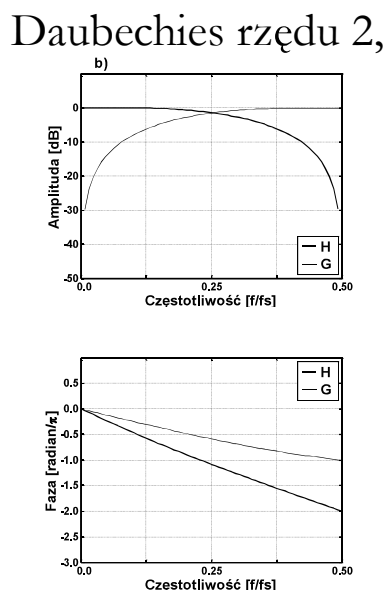 Daubechies rzędu 2,
b)
Amplituda [dB]
0
-10
-20
-30
-40
-50
H
G
0.0 0.25 0.50
Częstotliwość [f/fs]
Faza [radian/π]
0.5
0.0
-0.5
-1.0
-1.5
-2.0
-2.5
-3.0
H
G
0.0 0.25 0.50
Częstotliwość [f/fs]